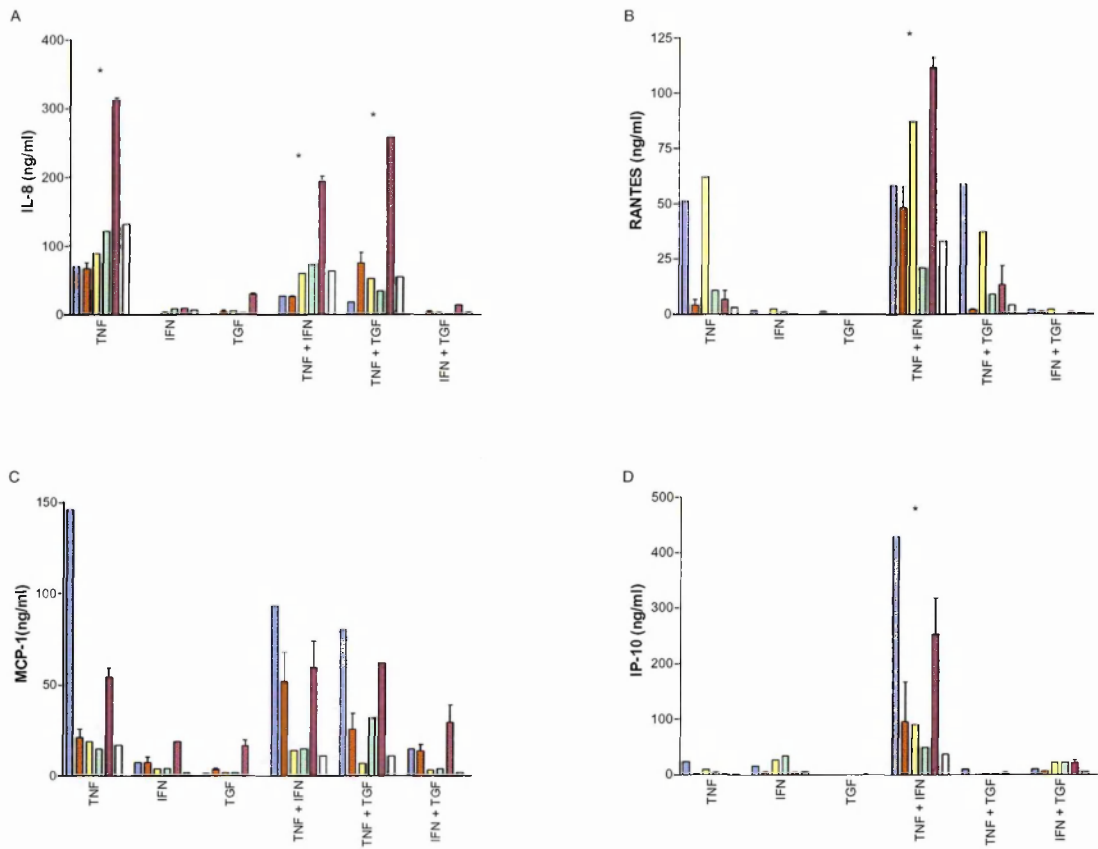 A
IL-8 (ng/ml)
400
300
200
100
0
*
*
*
TNF
IFN
TGF
TNF + IFN
TNF + TGF
IFN + TGF
B
RANTES (ng/ml)
125
100
75
50
25
0
*
TNF
IFN
TGF
TNF + IFN
TNF + TGF
IFN + TGF
C
MCP-1(ng/ml)
150
100
50
0
TNF
IFN
TGF
TNF + IFN
TNF + TGF
IFN + TGF
D
IP-10 (ng/ml)
500
400
300
200
100
0
*
TNF
IFN
TGF
TNF + IFN
TNF + TGF
IFN + TGF